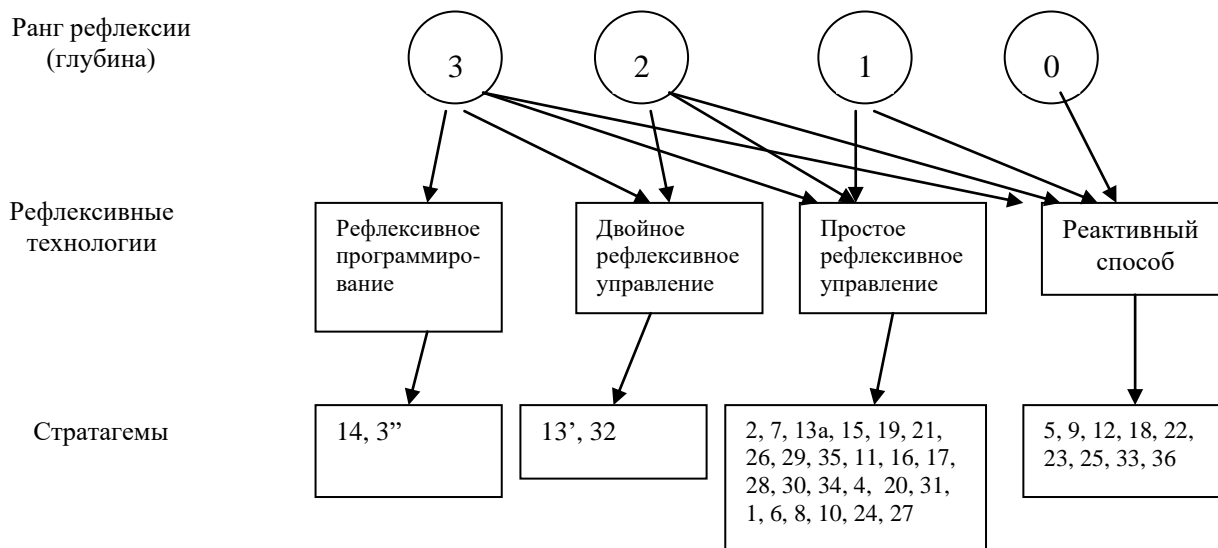 Ранг рефлексии
(глубина)
3
2
1
0
Рефлексивные
технологии
Рефлексивное
программиро-
вание
Двойное
рефлексивное
управление
Простое
рефлексивное
управление
Реактивный
способ
Стратагемы
14, 3”
13’, 32
2, 7, 13а, 15, 19, 21,
26, 29, 35, 11, 16, 17,
28, 30, 34, 4, 20, 31,
1, 6, 8, 10, 24, 27
5, 9, 12, 18, 22,
23, 25, 33, 36